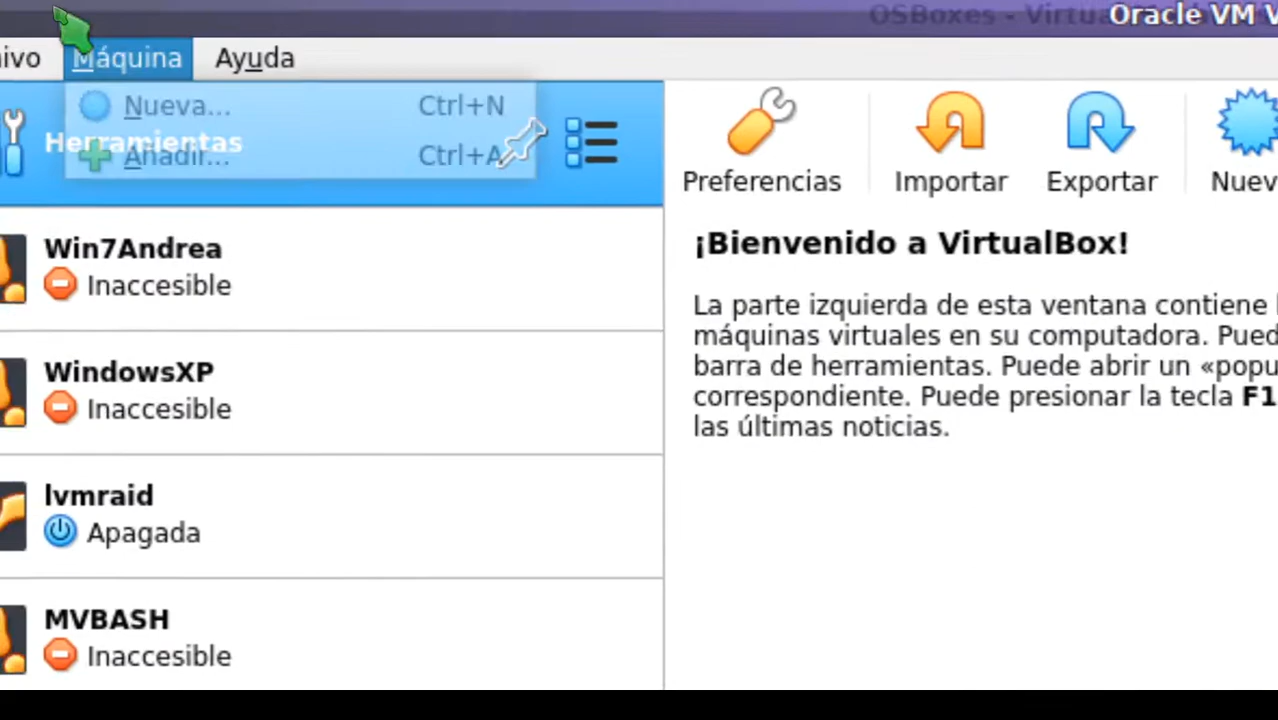 OSBoxes - Virtua
Oracle VM V
ivo Máquina Ayuda
Nueva... Ctrl+N
Herramientas
Añadir... Ctrl+A
Preferencias Importar Exportar Nuev
Win7Andrea
Inaccesible
WindowsXP
Inaccesible
lvmraid
Apagada
MVBASH
Inaccesible
¡Bienvenido a VirtualBox!
La parte izquierda de esta ventana contiene
máquinas virtuales en su computadora. Pued
barra de herramientas. Puede abrir un «popu
correspondiente. Puede presionar la tecla F1
las últimas noticias.